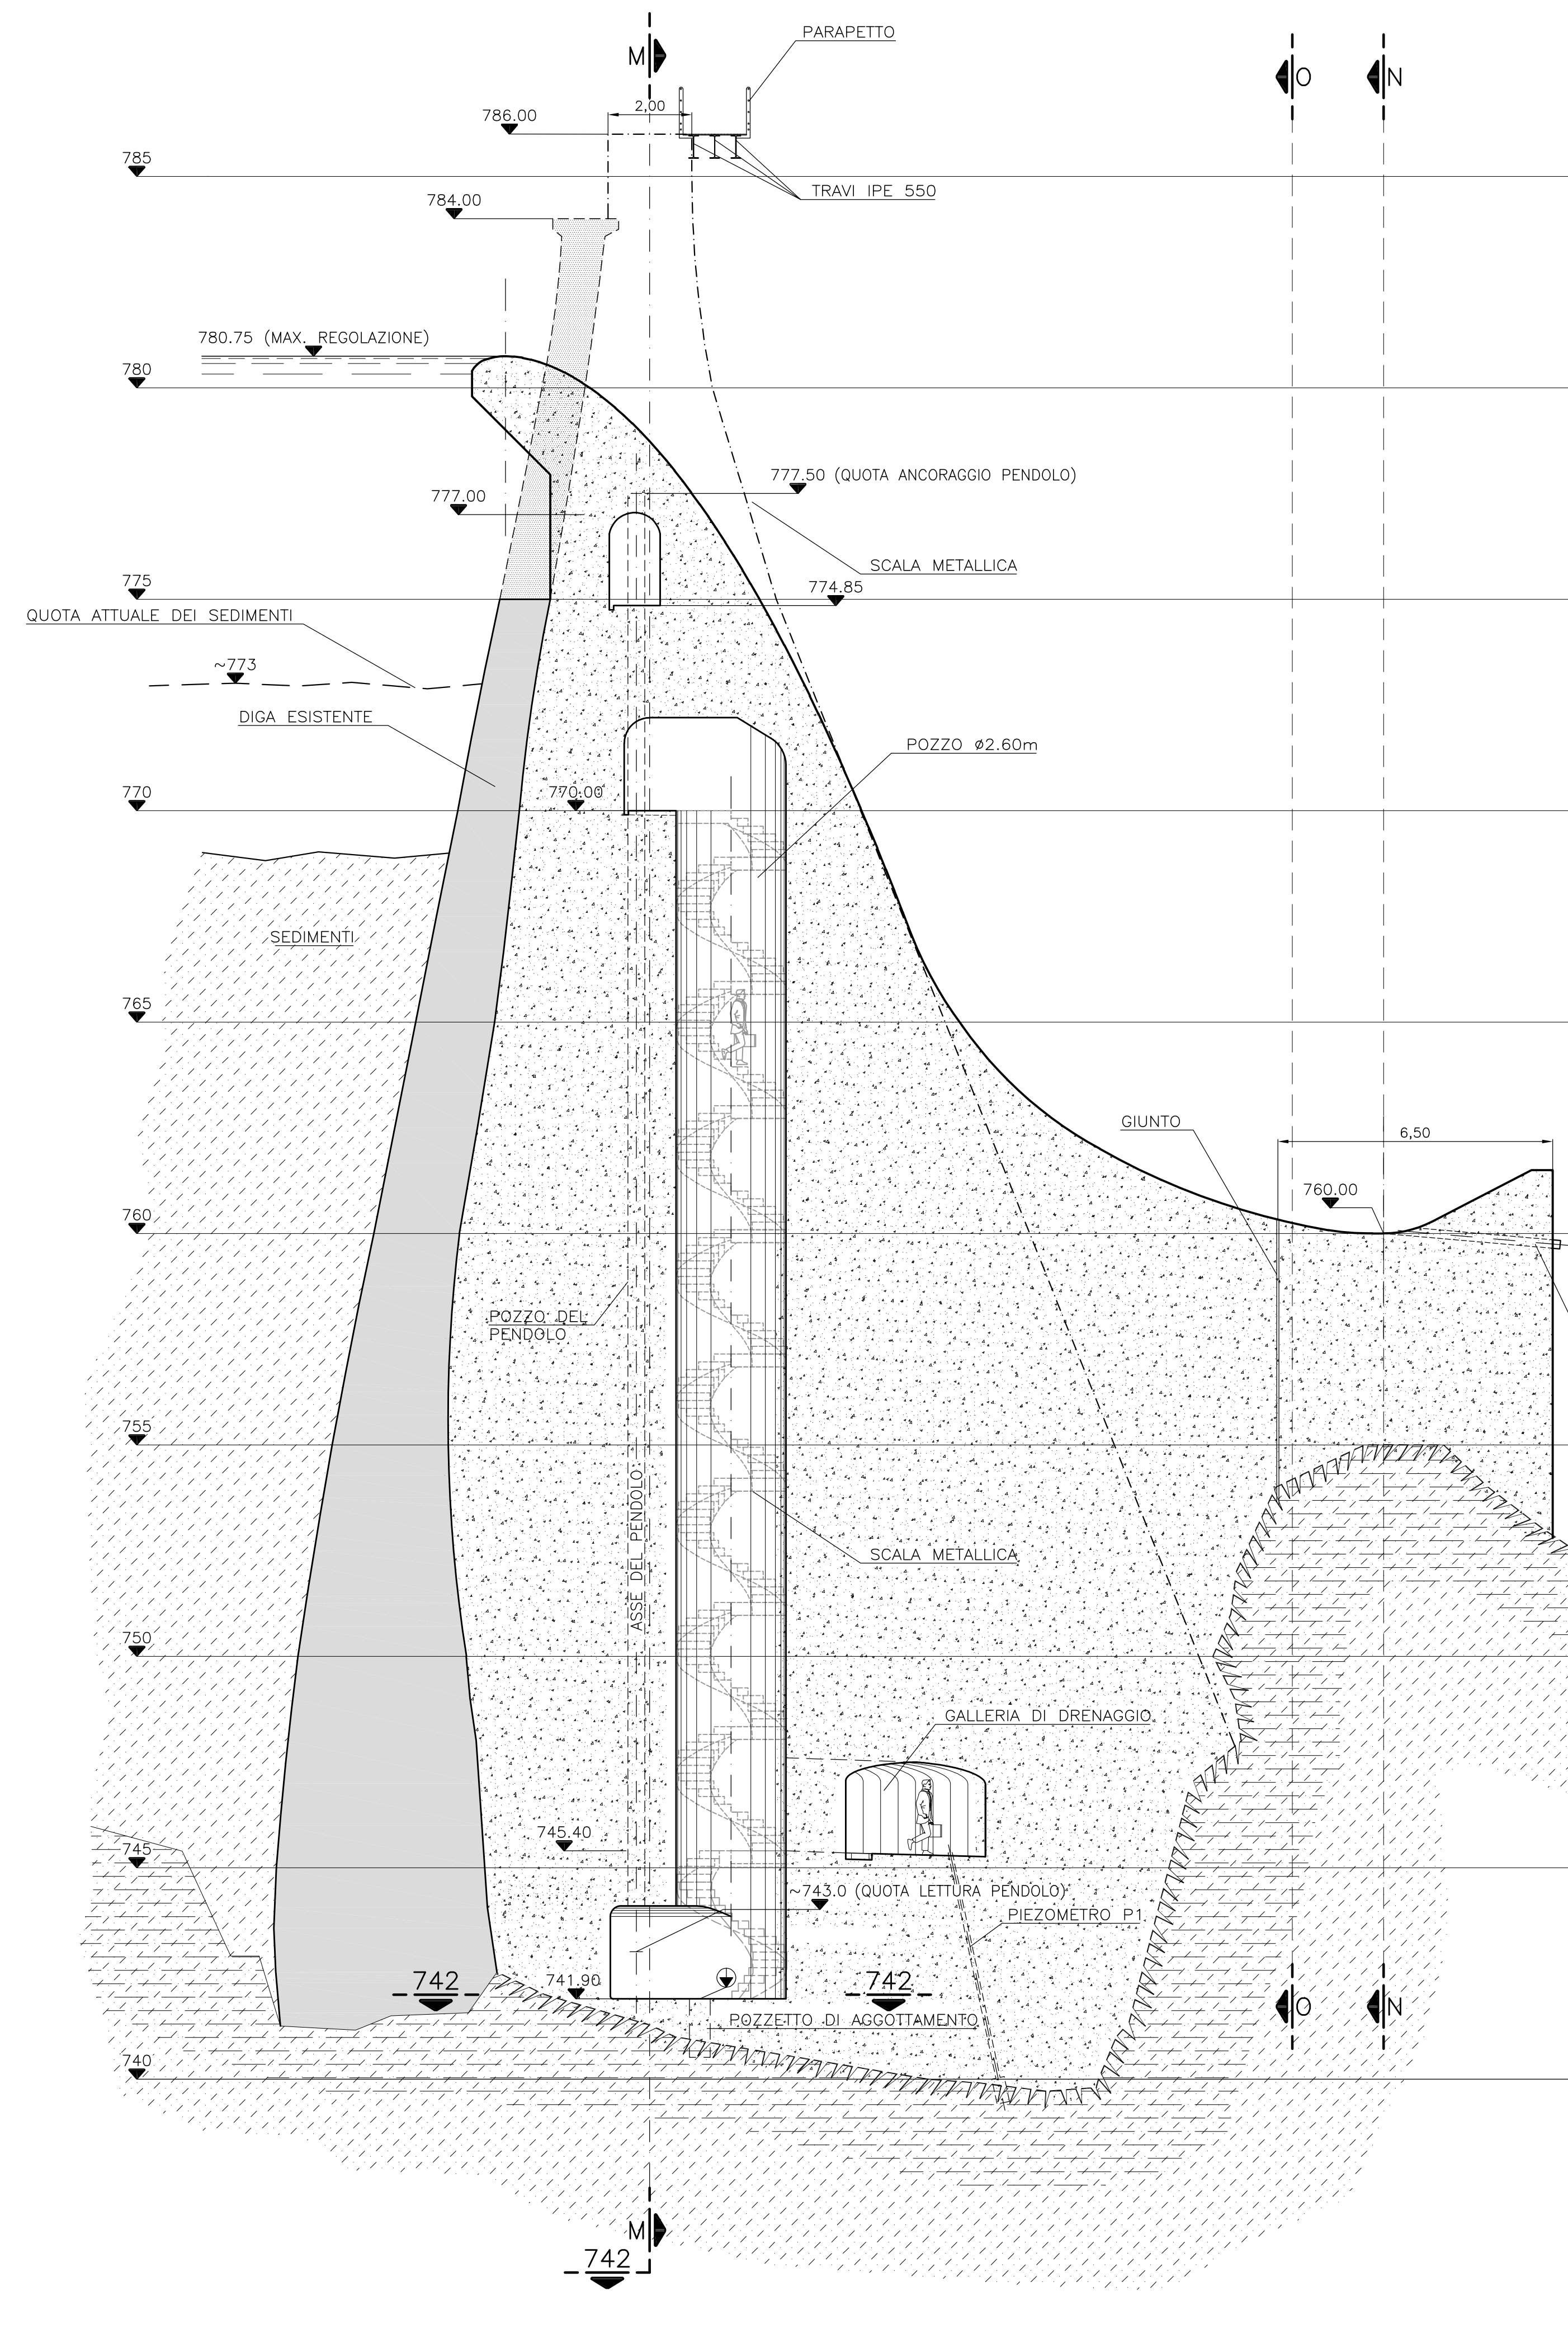 PARAPETTO
M
O
N
2,00
786.00
785
TRAVI IPE 550
784.00
780.75 (MAX. REGOLAZIONE)
780
777.50 (QUOTA ANCORAGGIO PENDOLO)
777.00
SCALA METALLICA
775
774.85
QUOTA ATTUALE DEI SEDIMENTI
~773
DIGA ESISTENTE
POZZO ø2.60m
770
770.00
SEDIMENTI
765
GIUNTO
6,50
760.00
760
POZZO DEL
PENDOLO
755
ASSE DEL PENDOLO
SCALA METALLICA
750
GALLERIA DI DRENAGGIO
745.40
745
~743.0 (QUOTA LETTURA PENDOLO)
PIEZOMETRO P1
742
741.90
742
O
N
POZZETTO DI AGGOTTAMENTO
740
M
742